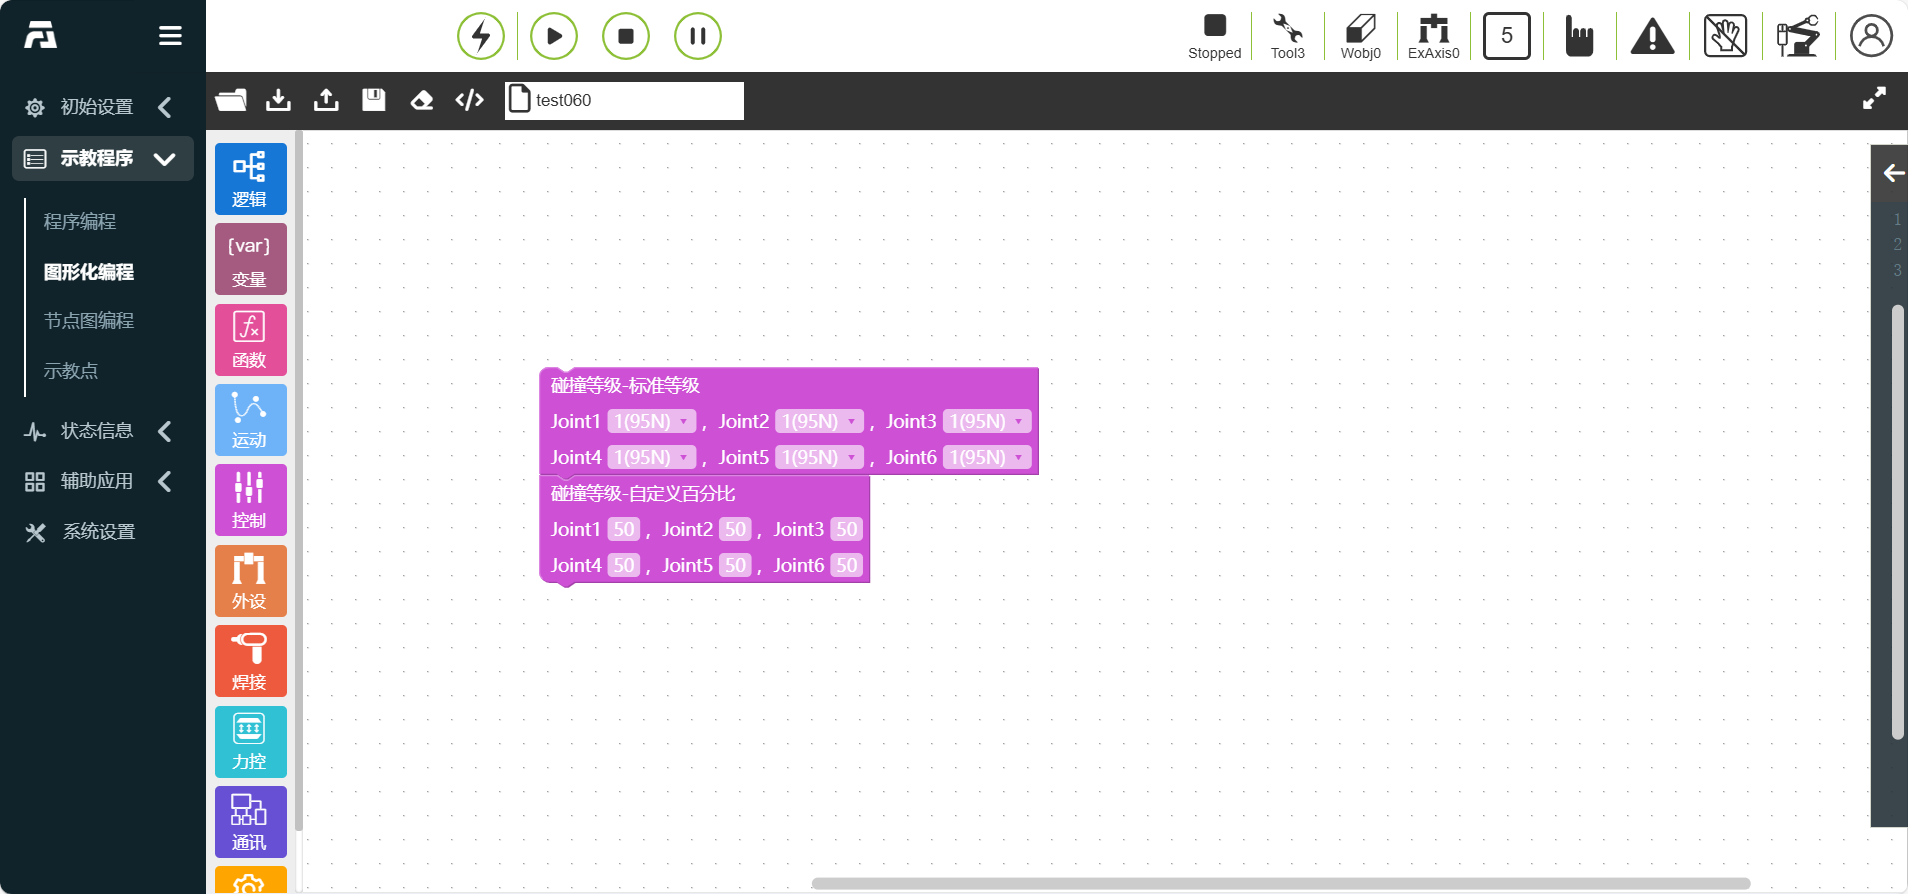 Stopped
Tool3
Wobj0
ExAxis0
5
test060
初始设置
示教程序
程序编程
图形化编程
节点图编程
示教点
状态信息
辅助应用
系统设置
逻辑
{var}
变量
fx
函数
运动
控制
外设
焊接
力控
通讯
碰撞等级-标准等级
Joint1 1(95N) , Joint2 1(95N) , Joint3 1(95N)
Joint4 1(95N) , Joint5 1(95N) , Joint6 1(95N)
碰撞等级-自定义百分比
Joint1 50 , Joint2 50 , Joint3 50
Joint4 50 , Joint5 50 , Joint6 50
1
2
3